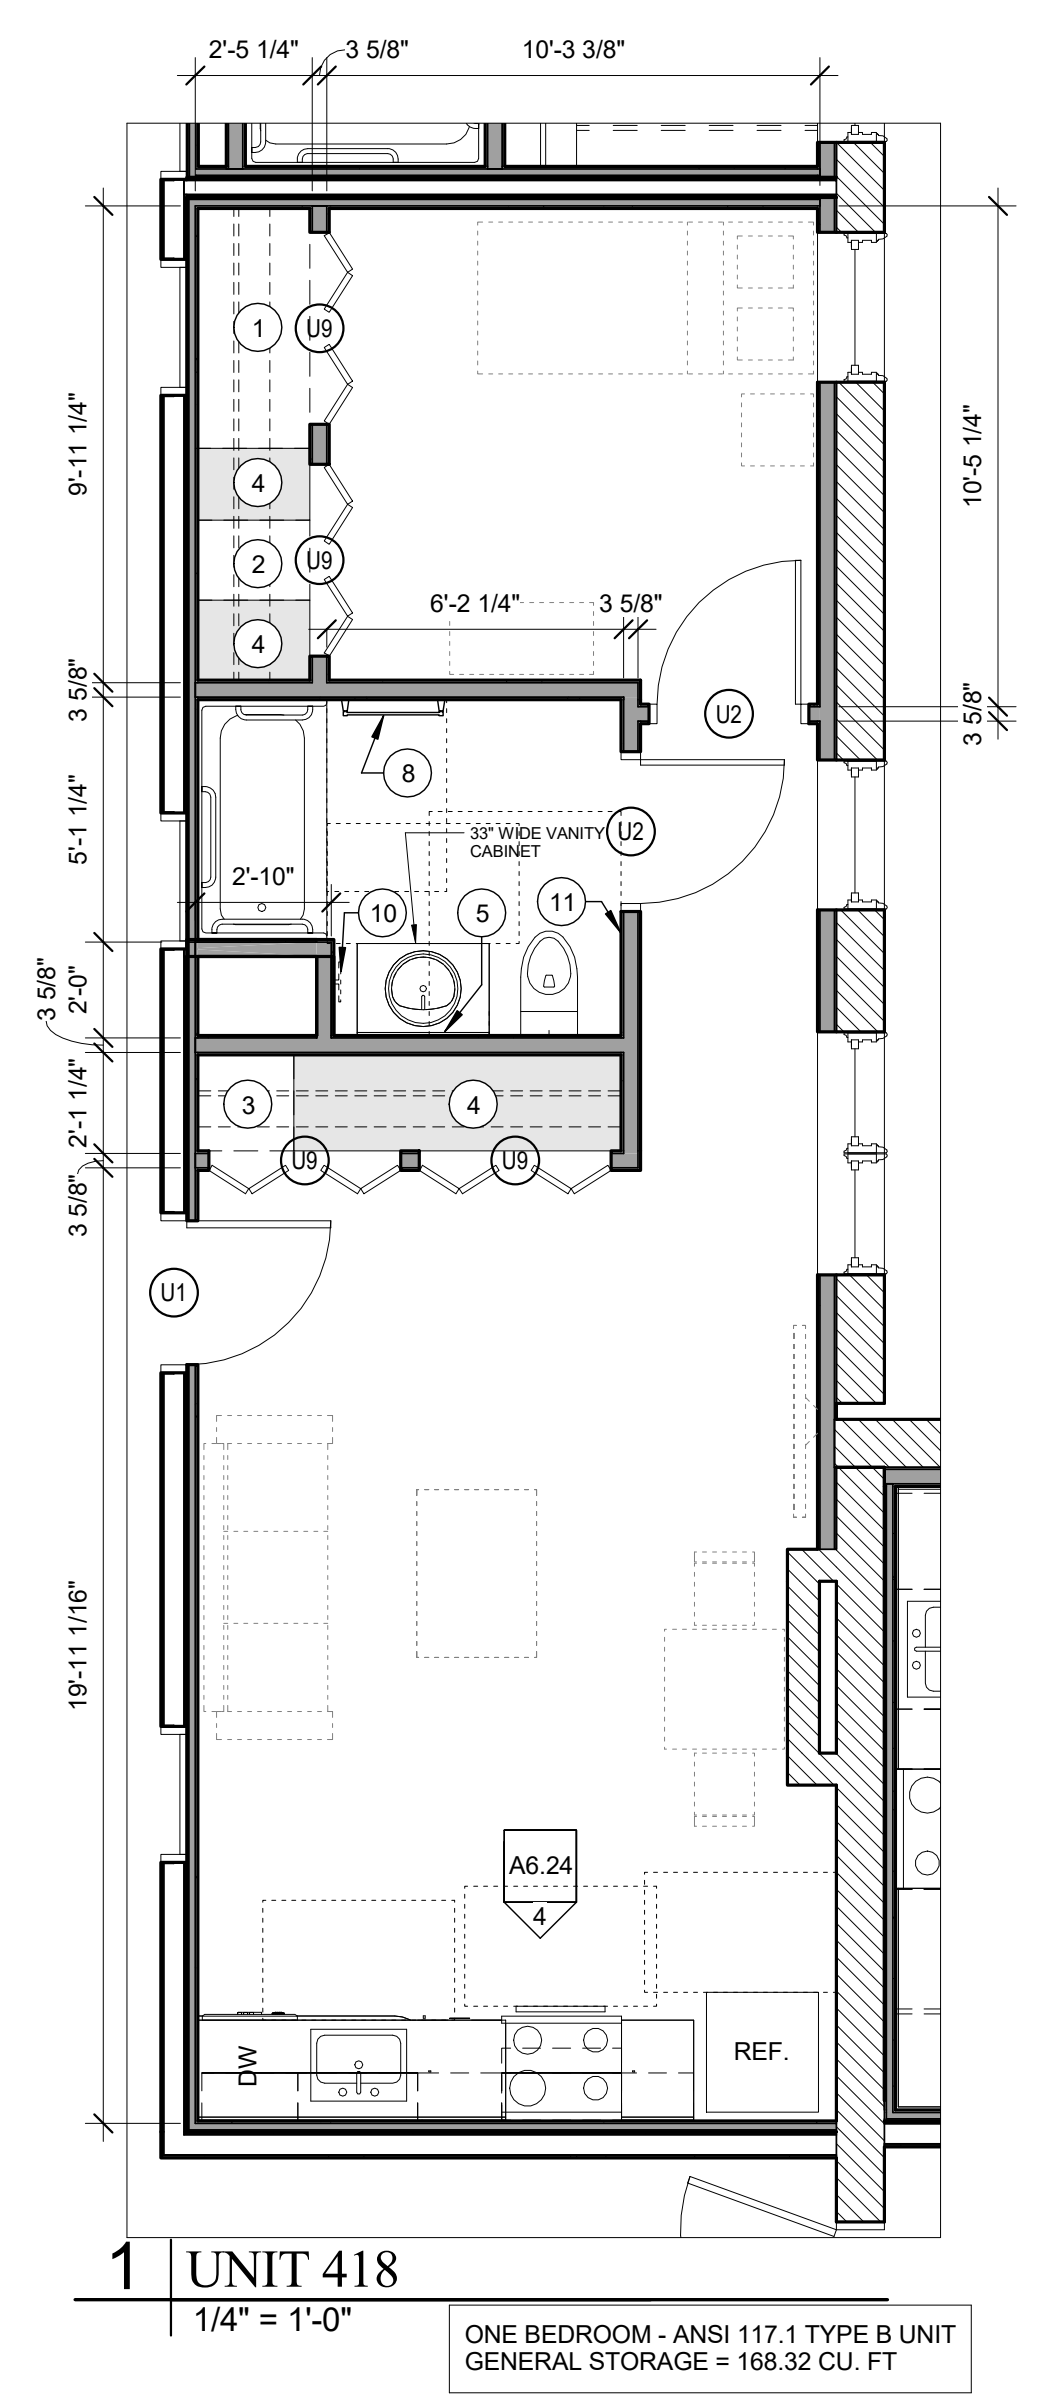 2'-5 1/4"
3 5/8"
10'-3 3/8"
1
U9
9'-11 1/4"
10'-5 1/4"
4
2
U9
6'-2 1/4"
3 5/8"
4
3 5/8"
U2
3 5/8"
8
5'-1 1/4"
33" WIDE VANITY
CABINET
U2
2'-10"
10
5
11
3 5/8"
2'-0"
2'-1 1/4"
3
4
U9
U9
3 5/8"
U1
19'-11 1/16"
A6.24
4
DW
REF.
1
UNIT 418
1/4" = 1'-0"
ONE BEDROOM - ANSI 117.1 TYPE B UNIT
GENERAL STORAGE = 168.32 CU. FT